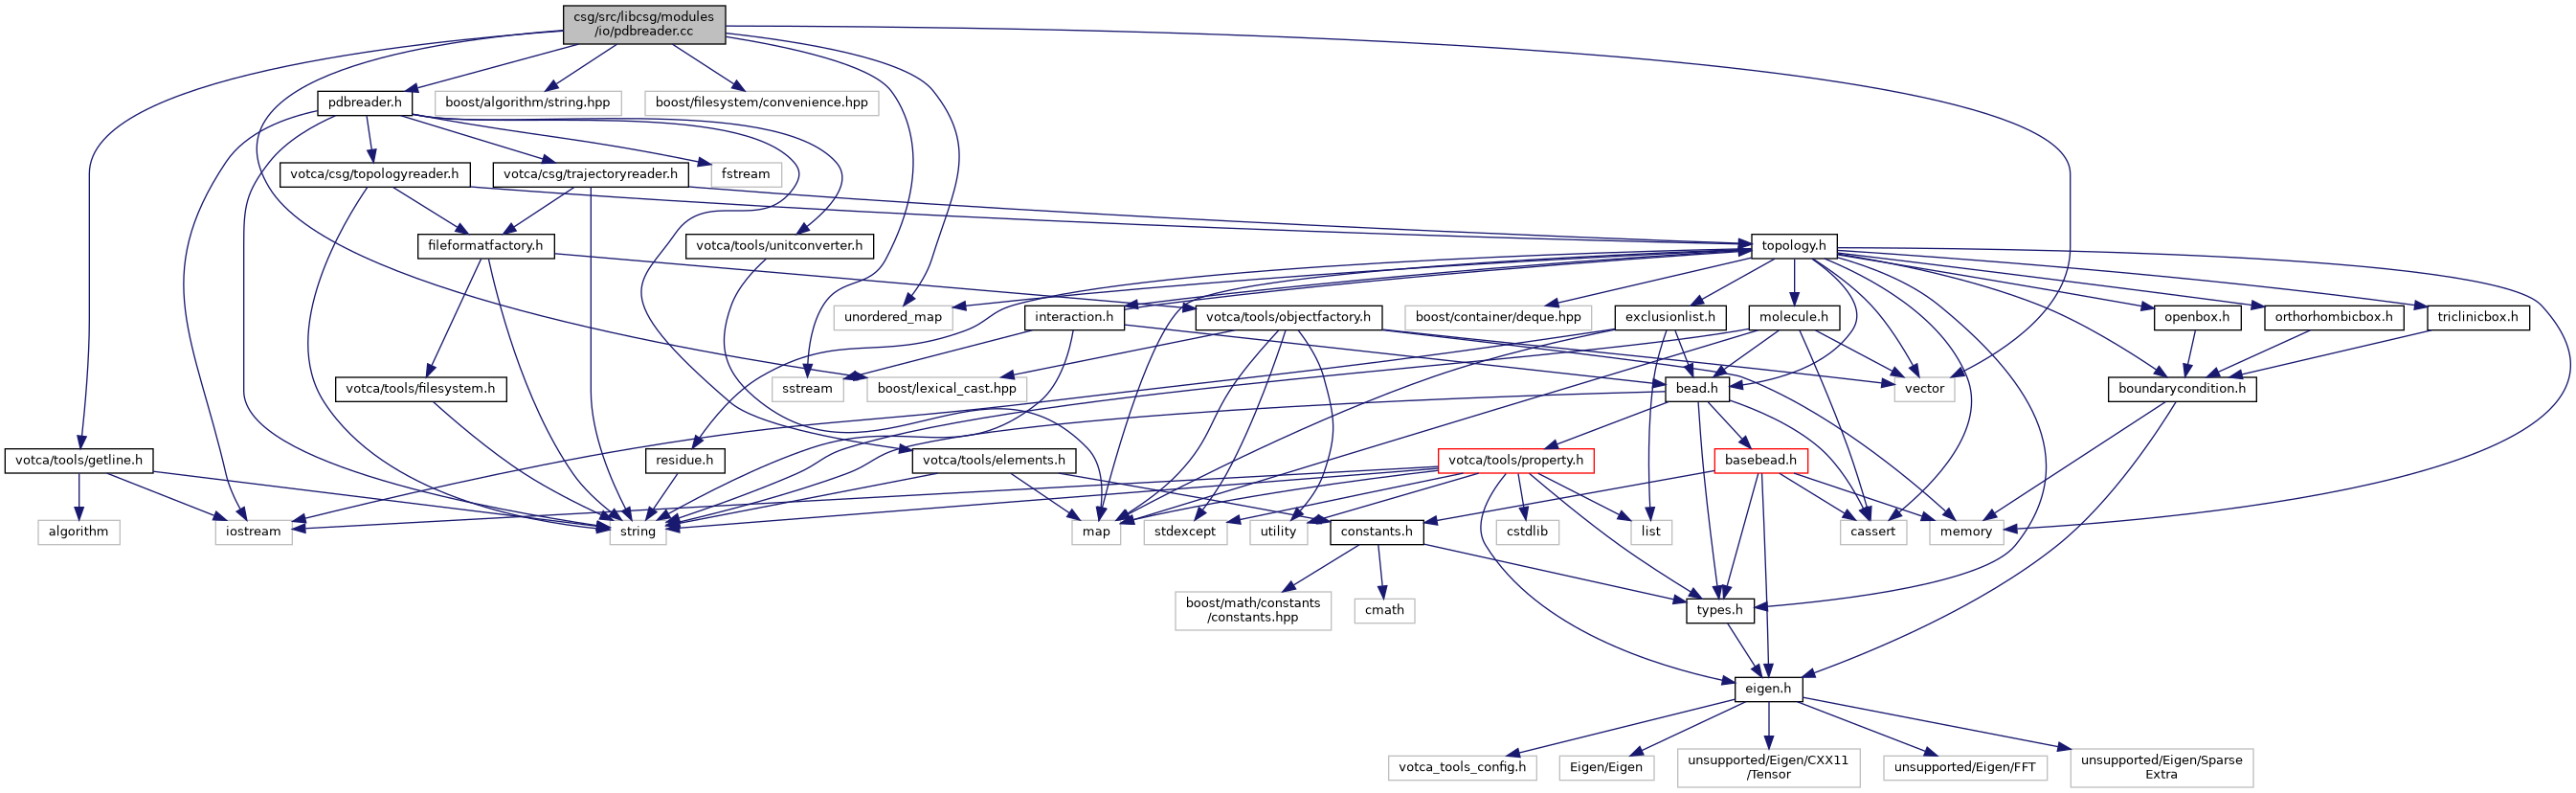 csg/src/libcsg/modules
/io/pdbreader.cc
pdbreader.h
boost/algorithm/string.hpp
boost/filesystem/convenience.hpp
votca/csg/topologyreader.h
votca/csg/trajectoryreader.h
fstream
fileformatfactory.h
votca/tools/unitconverter.h
topology.h
unordered_map
interaction.h
votca/tools/objectfactory.h
boost/container/deque.hpp
exclusionlist.h
molecule.h
openbox.h
orthorhombicbox.h
triclinicbox.h
votca/tools/filesystem.h
sstream
boost/lexical_cast.hpp
bead.h
vector
boundarycondition.h
votca/tools/getline.h
residue.h
votca/tools/elements.h
votca/tools/property.h
basebead.h
algorithm
iostream
string
map
stdexcept
utility
constants.h
cstdlib
list
cassert
memory
boost/math/constants
/constants.hpp
cmath
types.h
eigen.h
votca_tools_config.h
Eigen/Eigen
unsupported/Eigen/CXX11
/Tensor
unsupported/Eigen/FFT
unsupported/Eigen/Sparse
Extra